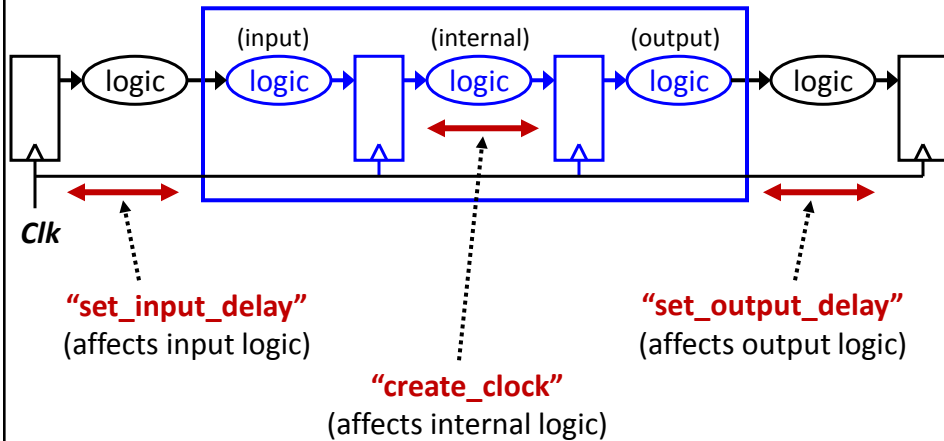 (input)
(internal)
(output)
logic
logic
logic
logic
logic
Clk
“set_input_delay”
(affects input logic)
“set_output_delay”
(affects output logic)
“create_clock”
(affects internal logic)